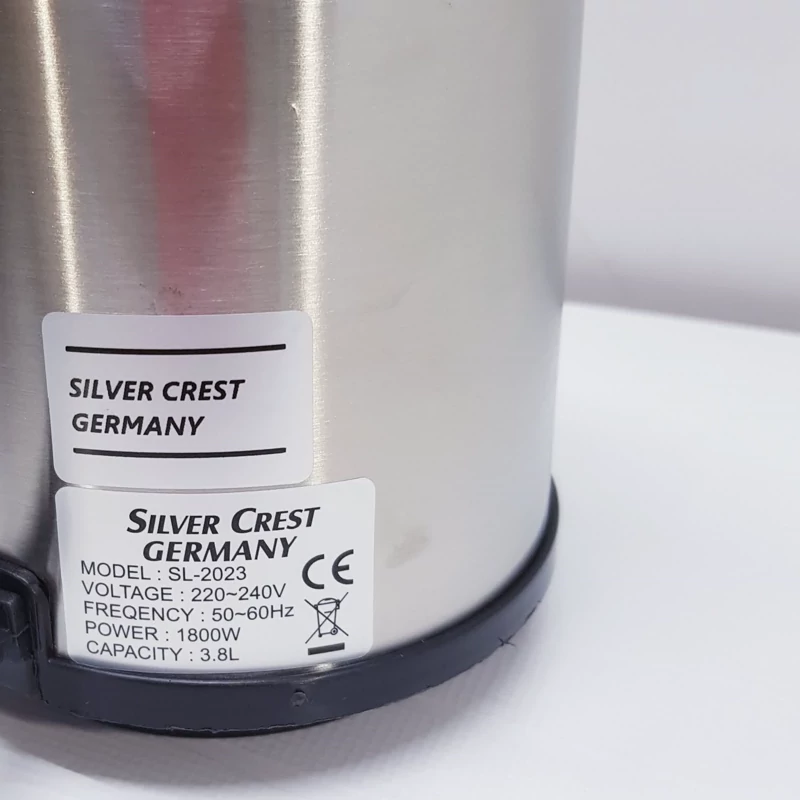 SILVER CREST
GERMANY
SILVER CREST
GERMANY
MODEL : SL-2023
VOLTAGE : 220~240V
FREQENCY : 50~60Hz
POWER : 1800W
CAPACITY : 3.8L
CE